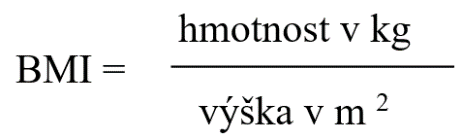 hmotnost v kg
BMI =
výška v m 2